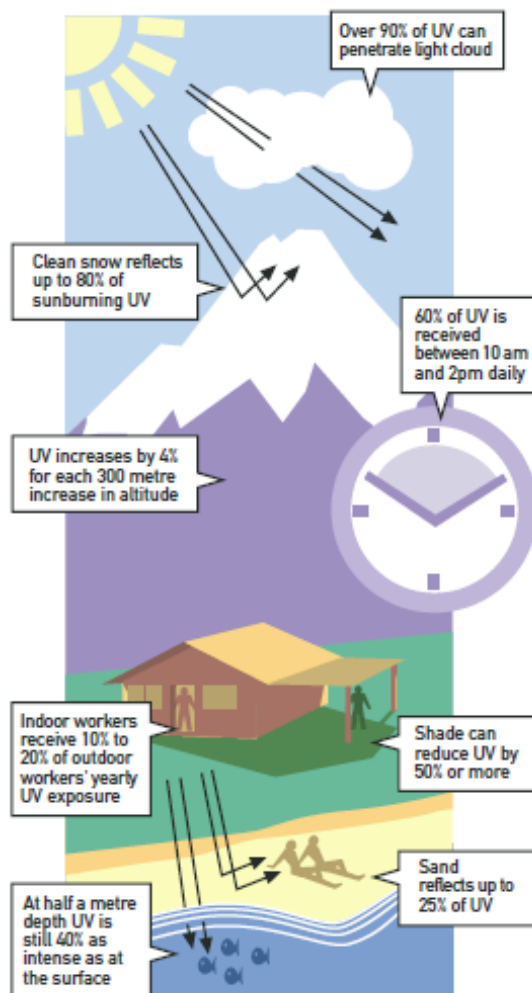 Over 90% of UV can
penetrate light cloud
Clean snow reflects
up to 80% of
sunburning UV
60% of UV is
received
between 10 am
and 2pm daily
UV increases by 4%
for each 300 metre
increase in altitude
Indoor workers
receive 10% to
20% of outdoor
workers' yearly
UV exposure
Shade can
reduce UV by
50% or more
Sand
reflects up to
25% of UV
At half a metre
depth UV is
still 40% as
intense as at
the surface